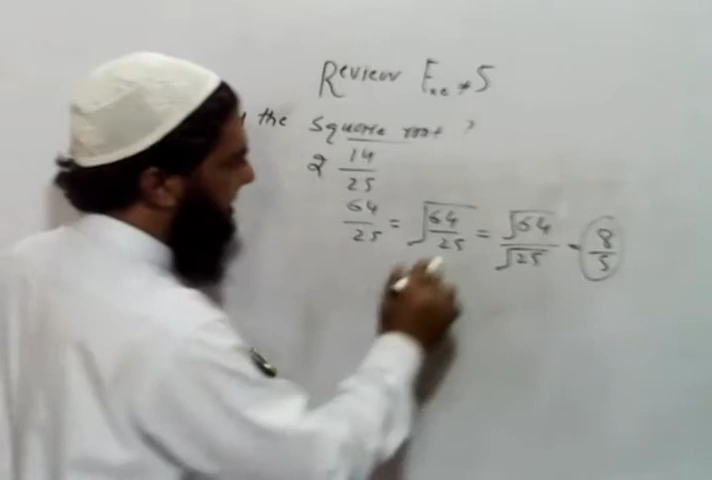 Review Exe # 5
the square root ?
2 14/25
64/25 = √64/25 = √64/√25 = 8/5